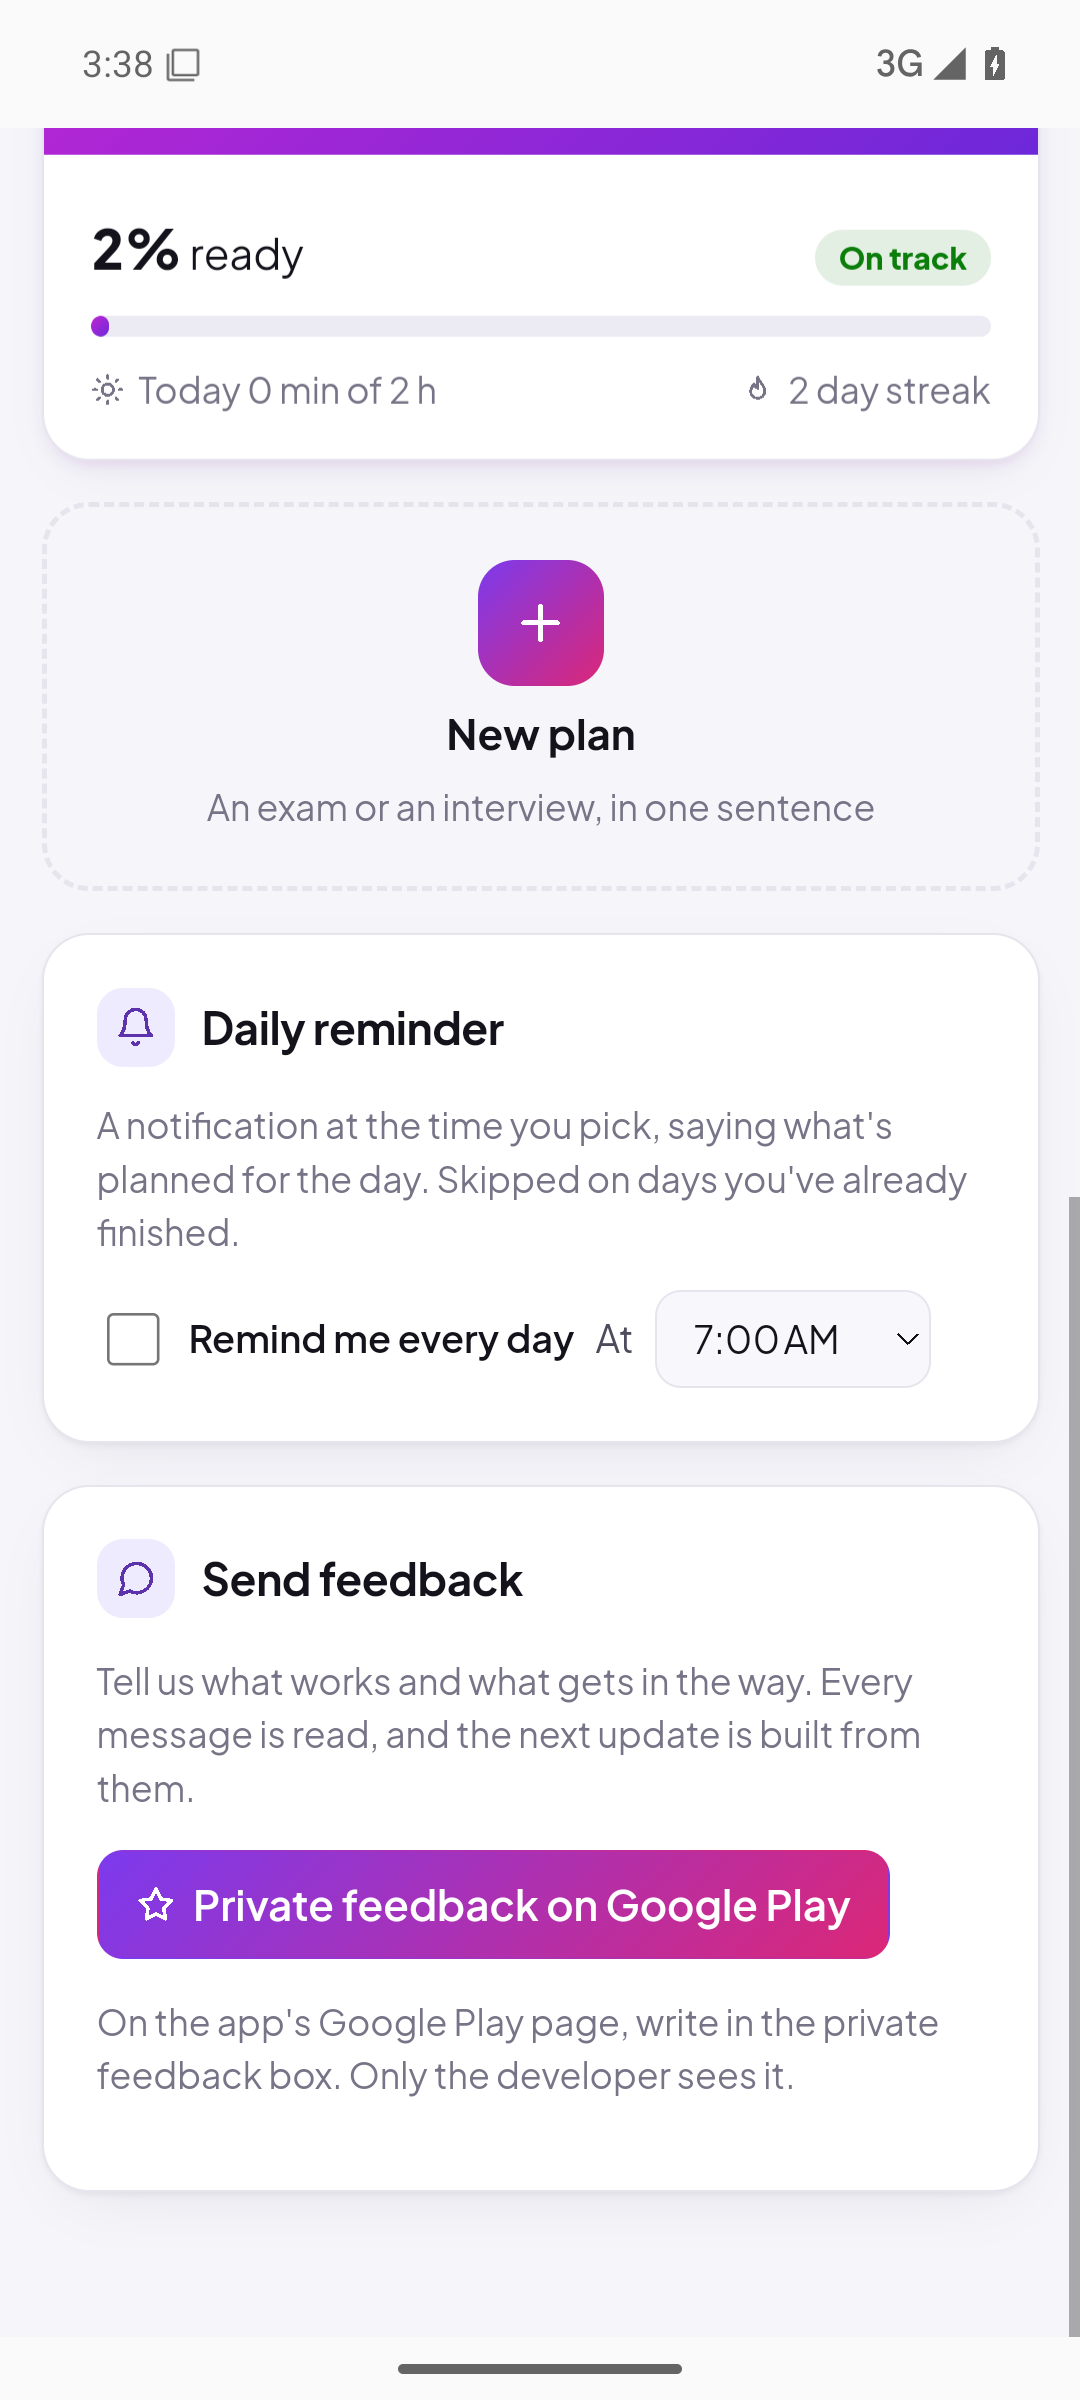 3:38
3G
2% ready
On track
Today 0 min of 2 h
2 day streak
New plan
An exam or an interview, in one sentence
Daily reminder
A notification at the time you pick, saying what's
planned for the day. Skipped on days you've already
finished.
Remind me every day At 7:00 AM
Send feedback
Tell us what works and what gets in the way. Every
message is read, and the next update is built from
them.
Private feedback on Google Play
On the app's Google Play page, write in the private
feedback box. Only the developer sees it.